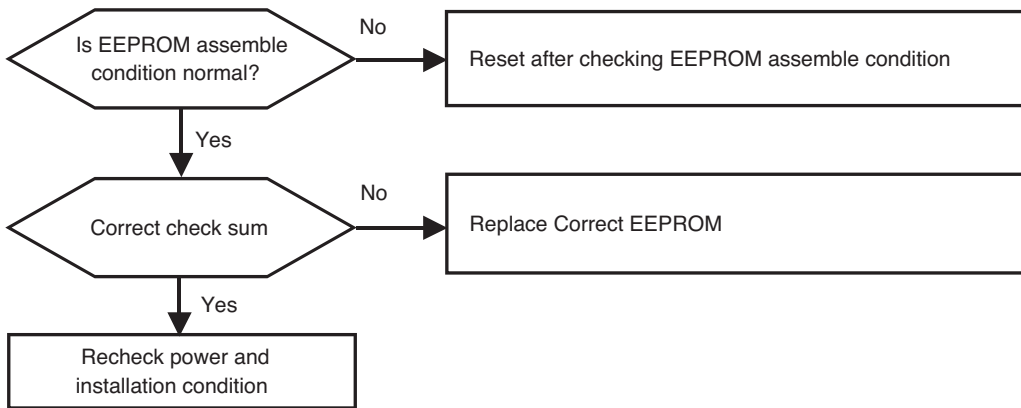 Is EEPROM assemble
condition normal?
No
Reset after checking EEPROM assemble condition
Yes
Correct check sum
No
Replace Correct EEPROM
Yes
Recheck power and
installation condition